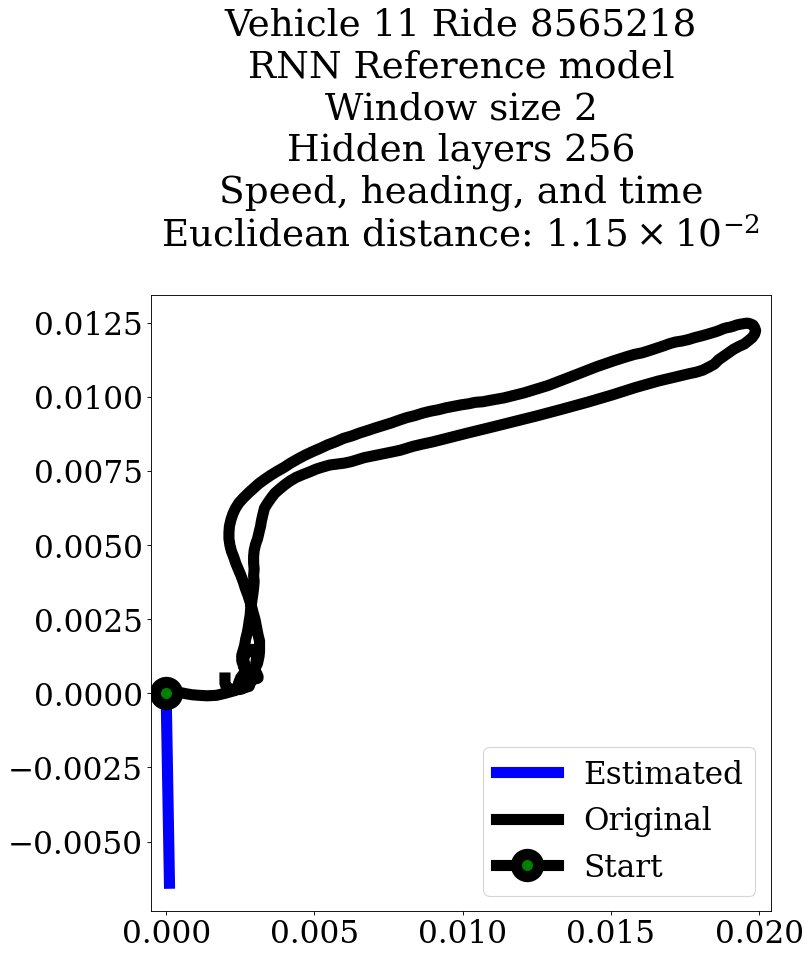 Vehicle 11 Ride 8565218
RNN Reference model
Window size 2
Hidden layers 256
Speed, heading, and time
Euclidean distance: 1.15 × 10⁻²
0.0125
0.0100
0.0075
0.0050
0.0025
0.0000
−0.0025
−0.0050
Estimated
Original
Start
0.000 0.005 0.010 0.015 0.020